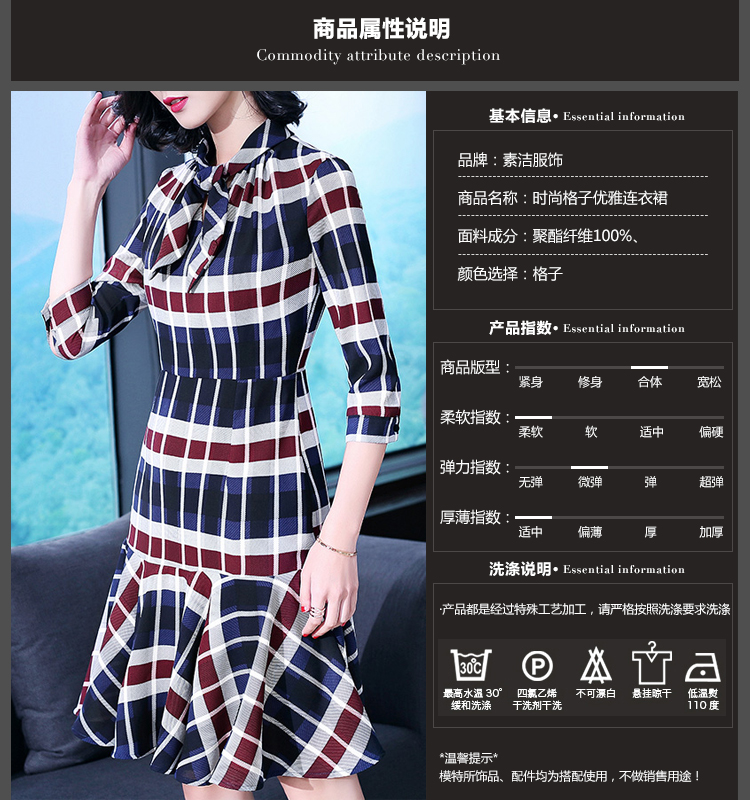 商品属性说明
Commodity attribute description
基本信息• Essential information
品牌：素洁服饰
商品名称：时尚格子优雅连衣裙
面料成分：聚酯纤维100%、
颜色选择：格子
产品指数• Essential information
商品版型：
紧身 修身 合体 宽松
柔软指数：
柔软 软 适中 偏硬
弹力指数：
无弹 微弹 弹 超弹
厚薄指数：
适中 偏薄 厚 加厚
洗涤说明• Essential information
·产品都是经过特殊工艺加工，请严格按照洗涤要求洗涤
30℃ P
最高水温 30° 四氯乙烯 不可漂白 悬挂晾干 低温熨
缓和洗涤 干洗剂干洗 110 度
*温馨提示*
模特所饰品、配件均为搭配使用，不做销售用途！